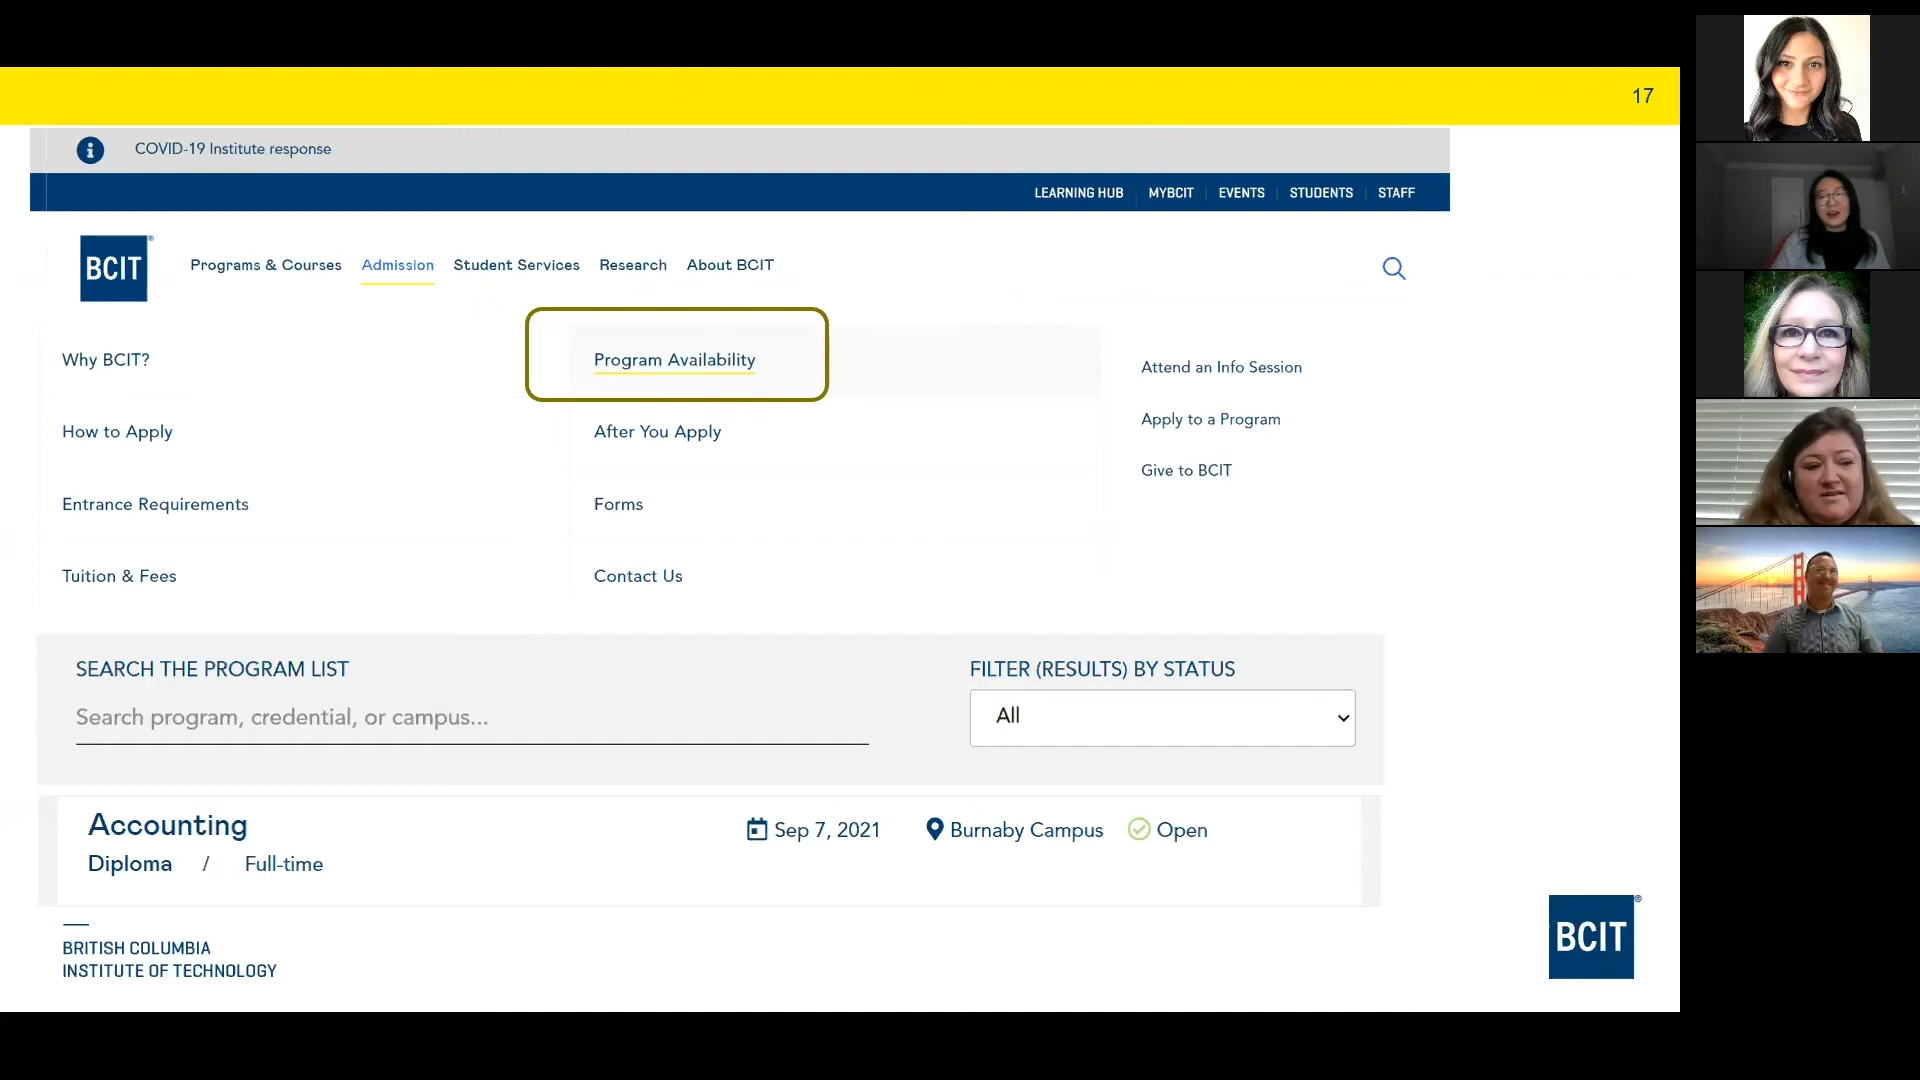 17
COVID-19 Institute response
LEARNING HUB MYBCIT EVENTS STUDENTS STAFF
BCIT®
Programs & Courses Admission Student Services Research About BCIT
Why BCIT?
How to Apply
Entrance Requirements
Tuition & Fees
Program Availability
After You Apply
Forms
Contact Us
Attend an Info Session
Apply to a Program
Give to BCIT
SEARCH THE PROGRAM LIST
Search program, credential, or campus...
FILTER (RESULTS) BY STATUS
All
Accounting
Diploma / Full-time
Sep 7, 2021 Burnaby Campus Open
BRITISH COLUMBIA
INSTITUTE OF TECHNOLOGY
BCIT®